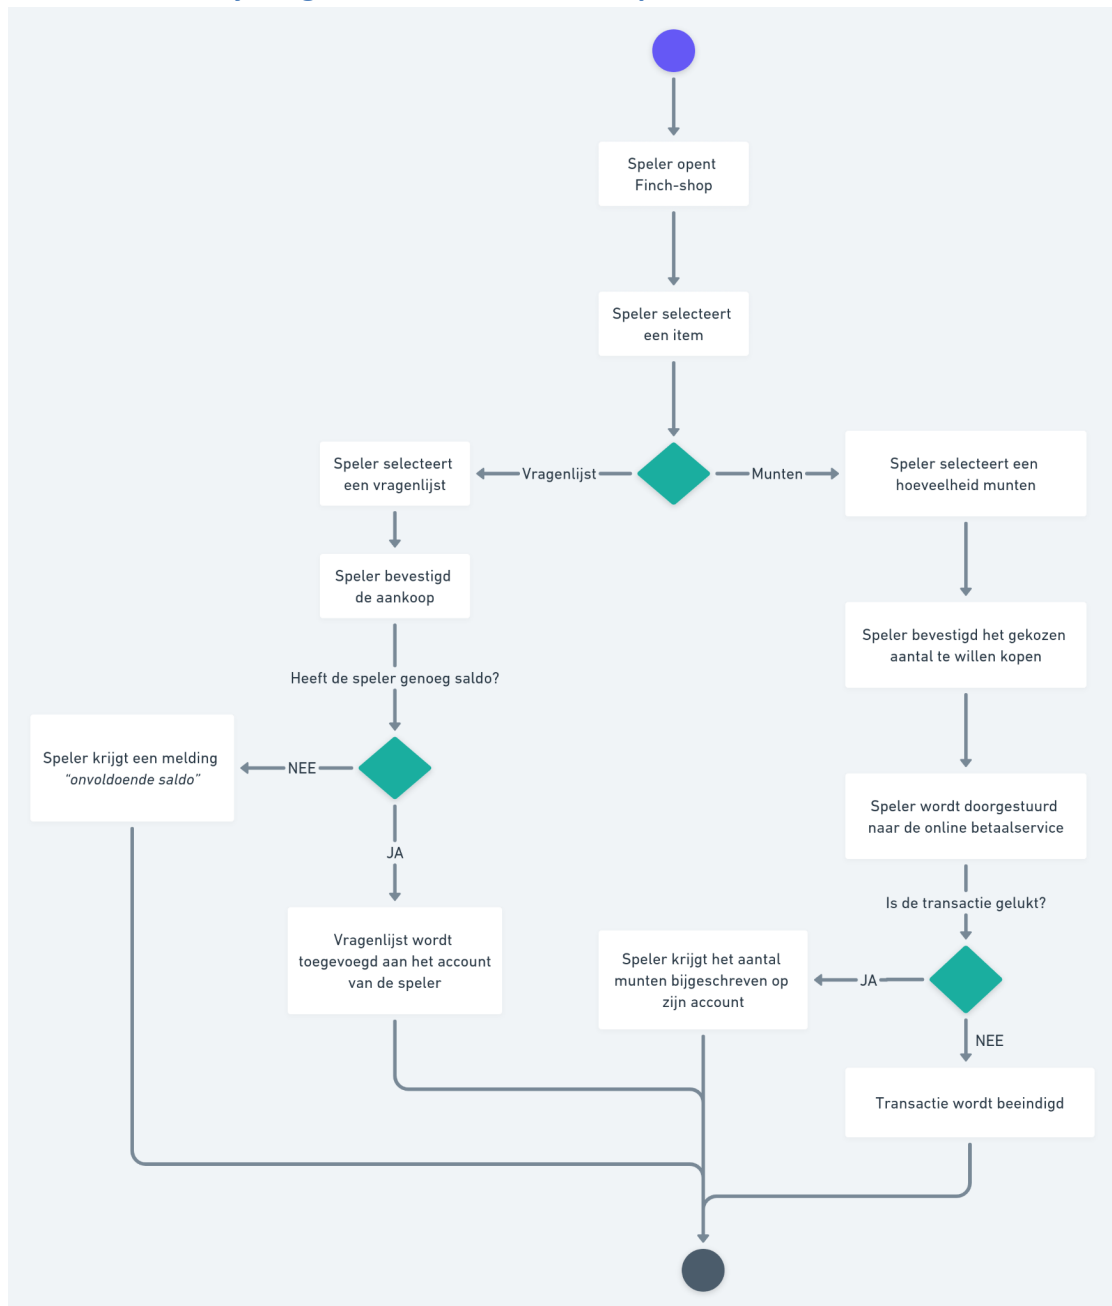 Speler opent
Finch-shop
Speler selecteert
een item
Speler selecteert
een vragenlijst
Vragenlijst
Munten
Speler selecteert een
hoeveelheid munten
Speler bevestigd
de aankoop
Speler bevestigd het gekozen
aantal te willen kopen
Heeft de speler genoeg saldo?
Speler krijgt een melding
"onvoldoende saldo"
NEE
JA
Speler wordt doorgestuurd
naar de online betaalservice
Is de transactie gelukt?
Vragenlijst wordt
toegevoegd aan het account
van de speler
Speler krijgt het aantal
munten bijgeschreven op
zijn account
JA
NEE
Transactie wordt beeindigd